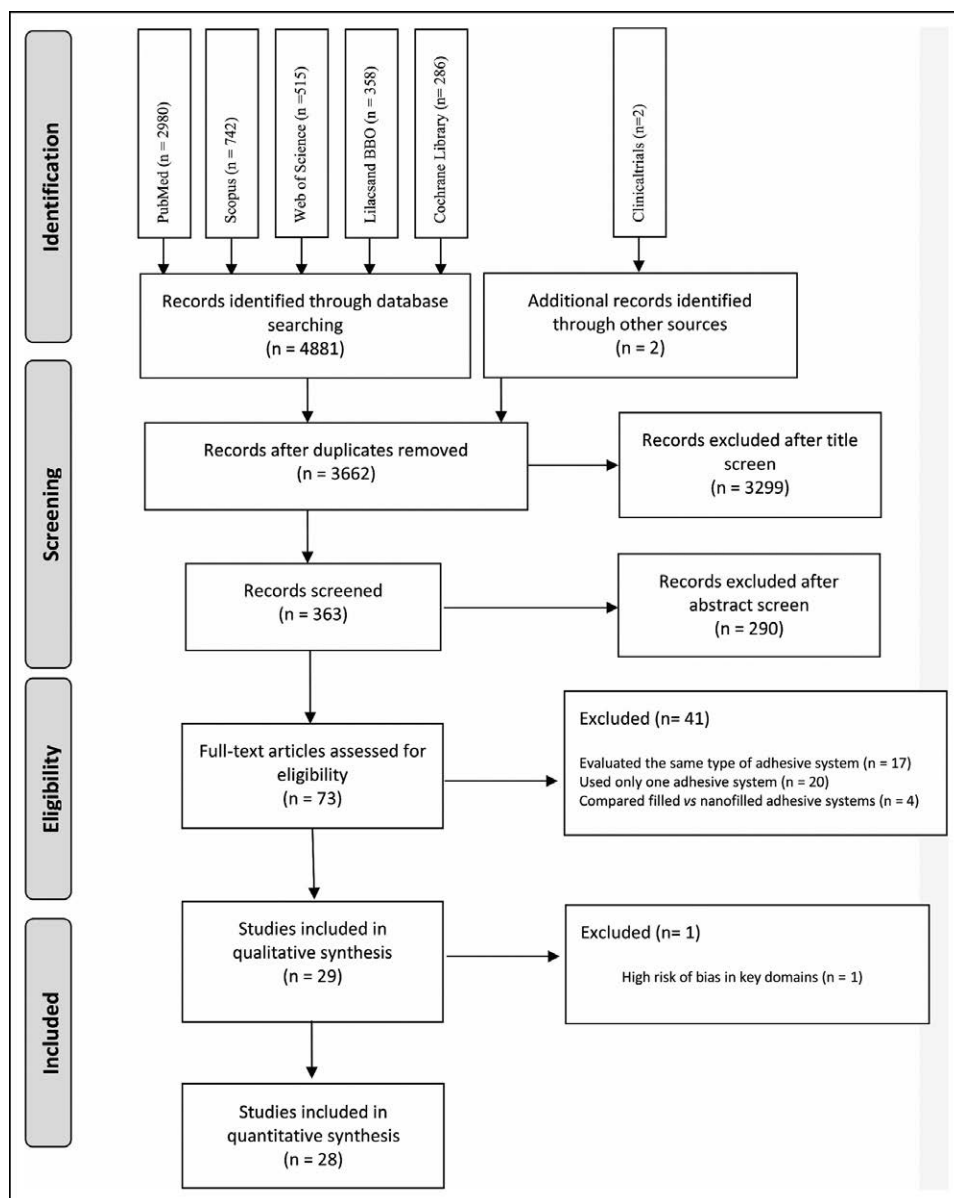 Identification
PubMed (n = 2980)
Scopus (n = 742)
Web of Science (n =515)
Lilacsand BBO (n = 358)
Cochrane Library (n= 286)
Clinicaltrials (n=2)
Records identified through database
searching
(n = 4881)
Additional records identified
through other sources
(n = 2)
Screening
Records after duplicates removed
(n = 3662)
Records excluded after title
screen
(n = 3299)
Records screened
(n = 363)
Records excluded after
abstract screen
(n = 290)
Eligibility
Full-text articles assessed for
eligibility
(n = 73)
Excluded (n= 41)
Evaluated the same type of adhesive system (n = 17)
Used only one adhesive system (n = 20)
Compared filled vs nanofilled adhesive systems (n = 4)
Included
Studies included in
qualitative synthesis
(n = 29)
Excluded (n= 1)
High risk of bias in key domains (n = 1)
Studies included in
quantitative synthesis
(n = 28)